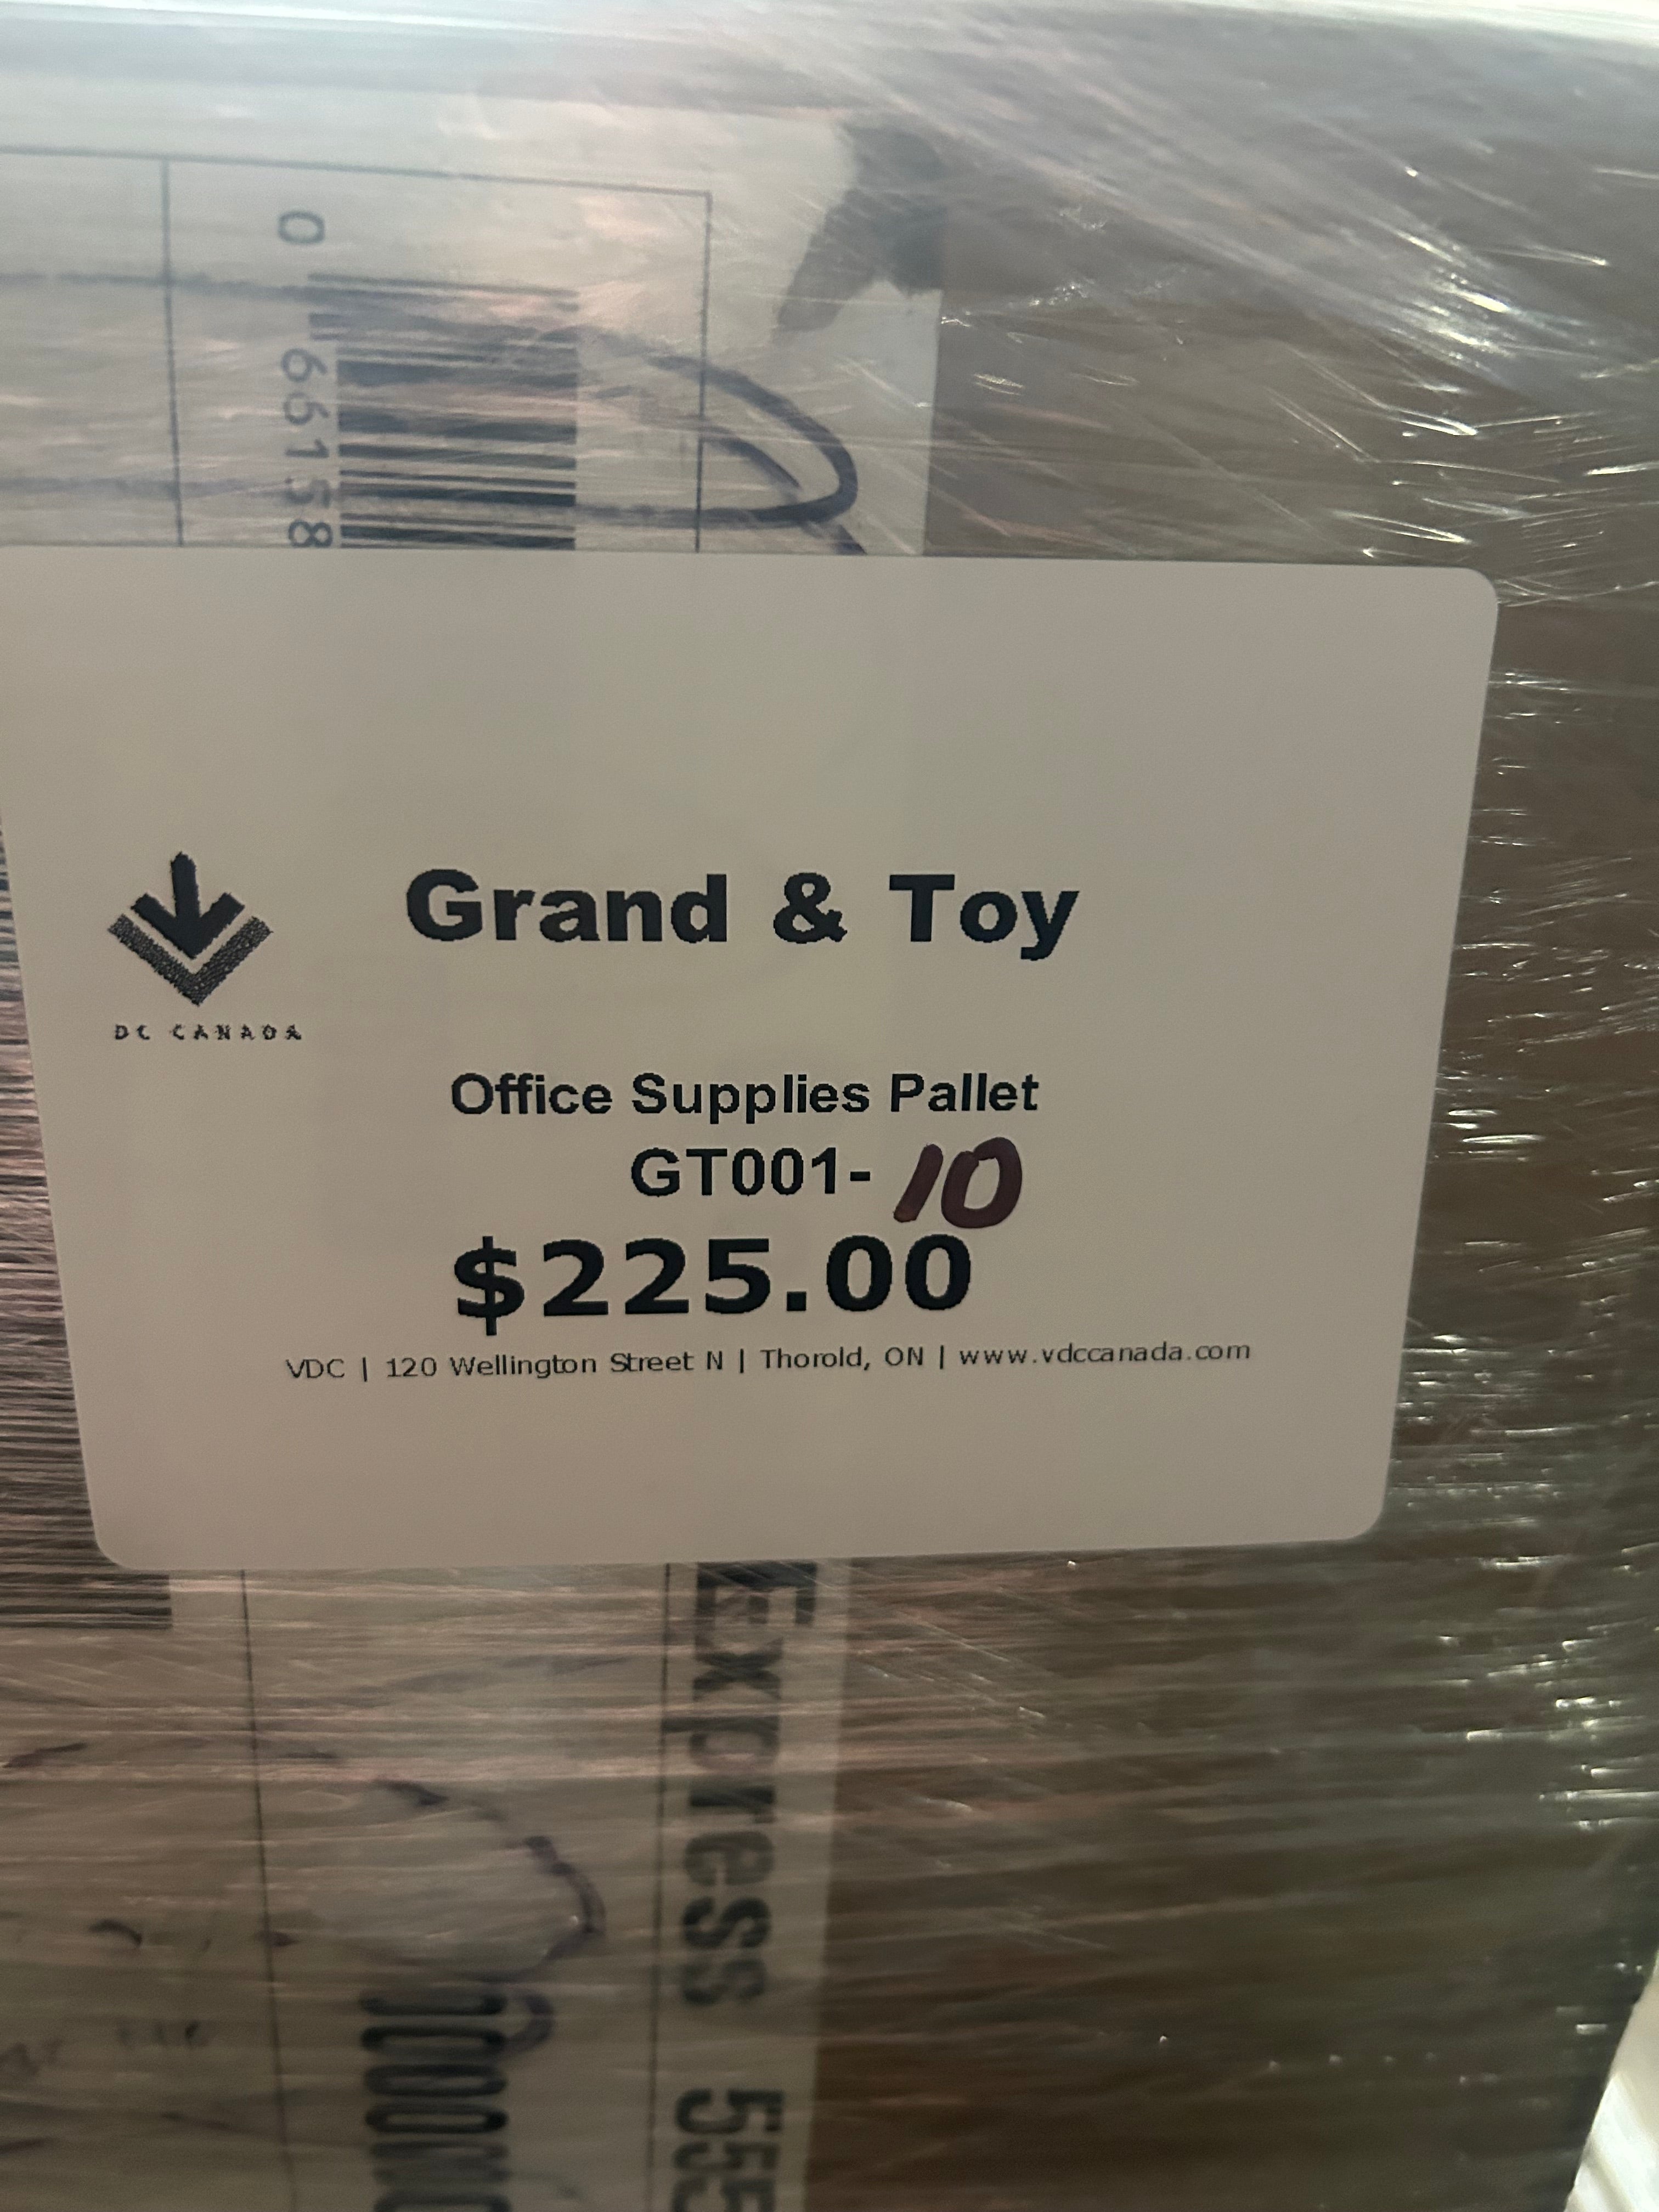 0
66158
Grand & Toy
DC CANADA
Office Supplies Pallet
GT001-10
$225.00
VDC | 120 Wellington Street N | Thorold, ON | www.vdccanada.com
Express 555